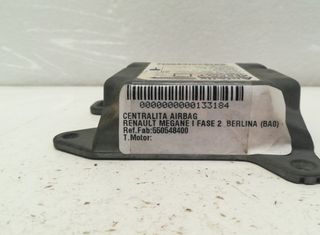 0000000000133184
CENTRALITA AIRBAG
RENAULT MEGANE I FASE 2 BERLINA (BA0)
Ref.Fab:550548400
T.Motor: